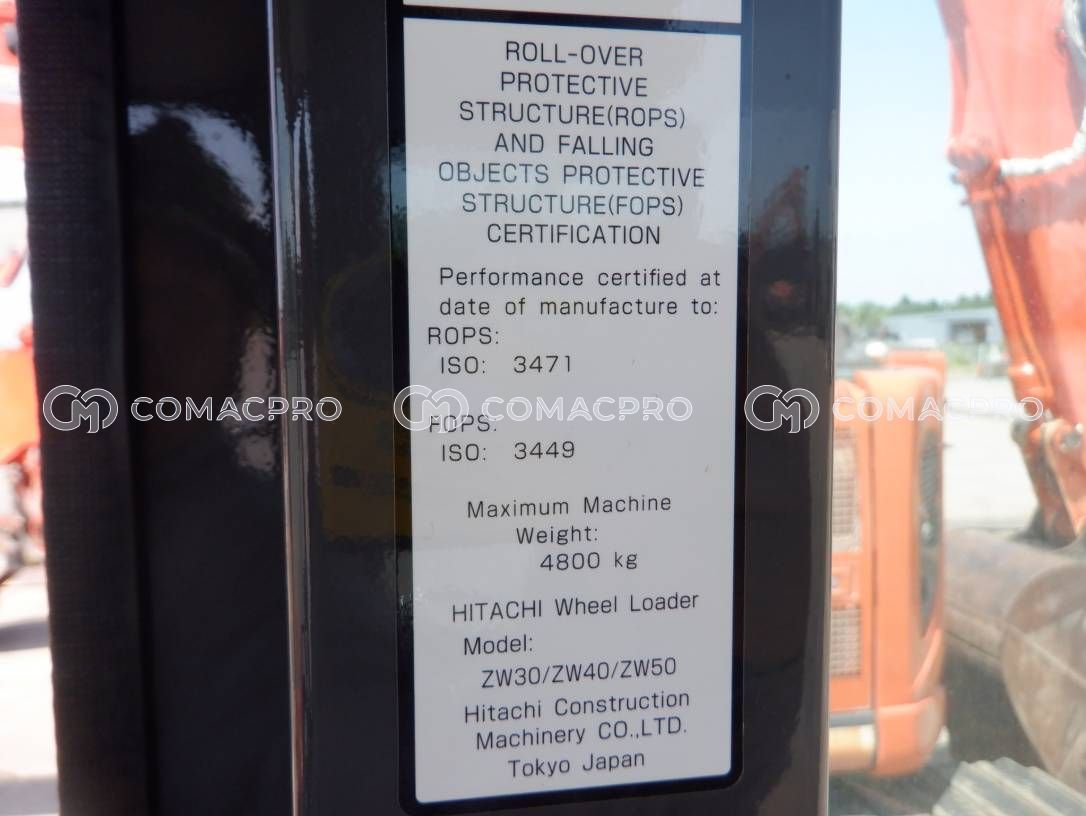 ROLL-OVER
PROTECTIVE
STRUCTURE(ROPS)
AND FALLING
OBJECTS PROTECTIVE
STRUCTURE(FOPS)
CERTIFICATION
Performance certified at
date of manufacture to:
ROPS:
ISO: 3471
COMACPRO COMACPRO COMACPRO
FOPS:
ISO: 3449
Maximum Machine
Weight:
4800 kg
HITACHI Wheel Loader
Model:
ZW30/ZW40/ZW50
Hitachi Construction
Machinery CO.,LTD.
Tokyo Japan